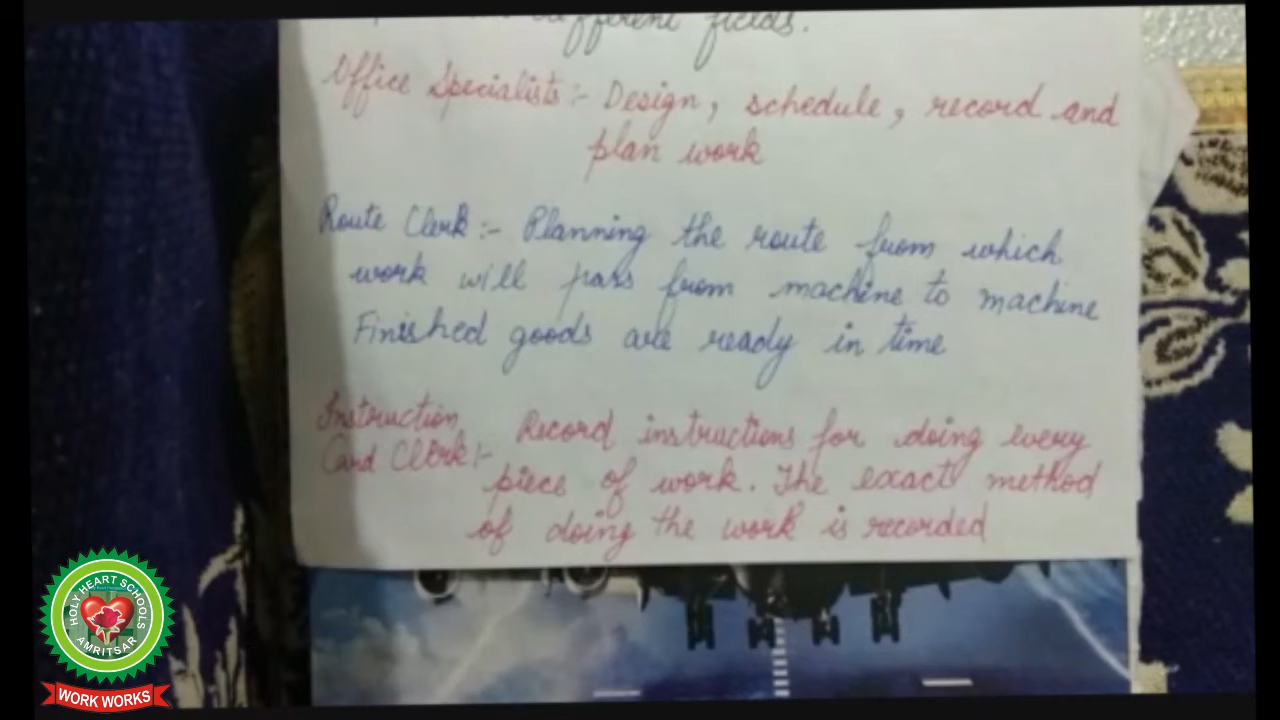 different fields.
Office Specialists:- Design, schedule, record and
plan work
Route Clerk:- Planning the route from which
work will pass from machine to machine
Finished goods are ready in time
Instruction
Card Clerk:- Record instructions for doing every
piece of work. The exact method
of doing the work is recorded
HOLY HEART SCHOOLS
AMRITSAR
WORK WORKS